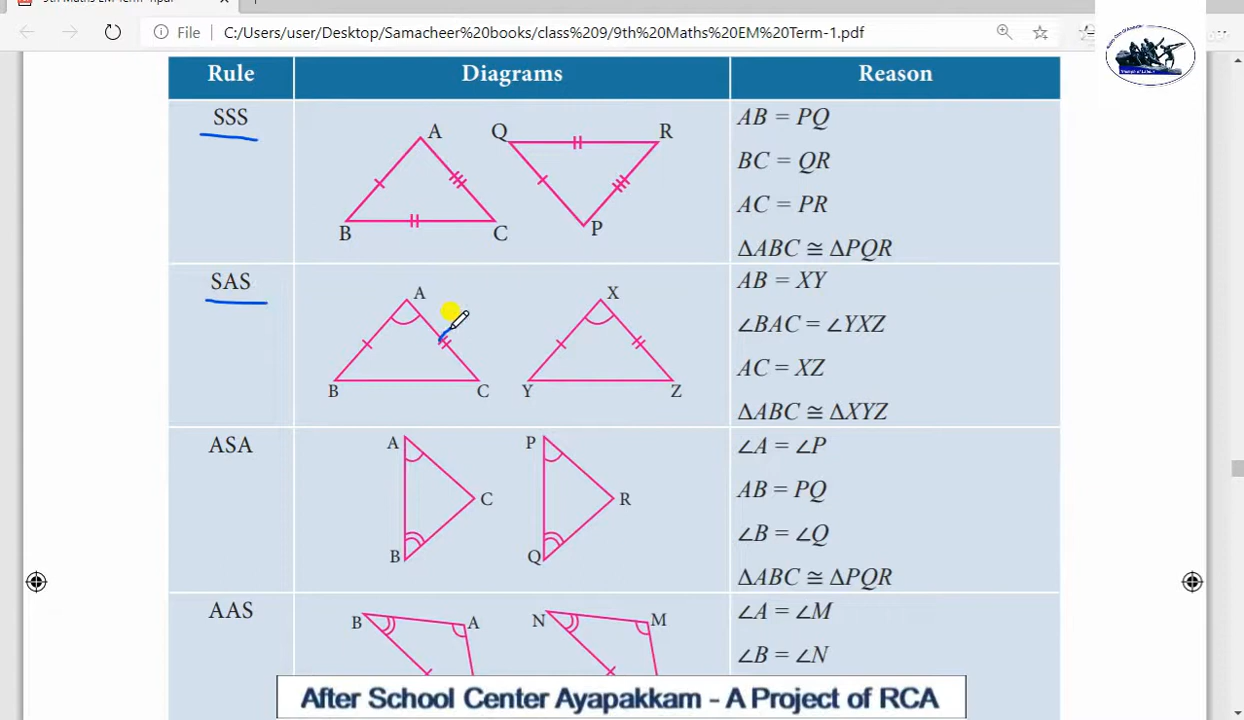 File C:/Users/user/Desktop/Samacheer%20books/class%209/9th%20Maths%20EM%20Term-1.pdf
Rule Diagrams Reason
SSS
A Q R
B C P
AB = PQ
BC = QR
AC = PR
ΔABC ≅ ΔPQR
SAS
A X
B C Y Z
AB = XY
∠BAC = ∠YXZ
AC = XZ
ΔABC ≅ ΔXYZ
ASA
A P
C R
B Q
∠A = ∠P
AB = PQ
∠B = ∠Q
ΔABC ≅ ΔPQR
AAS
B A N M
∠A = ∠M
∠B = ∠N
After School Center Ayapakkam - A Project of RCA